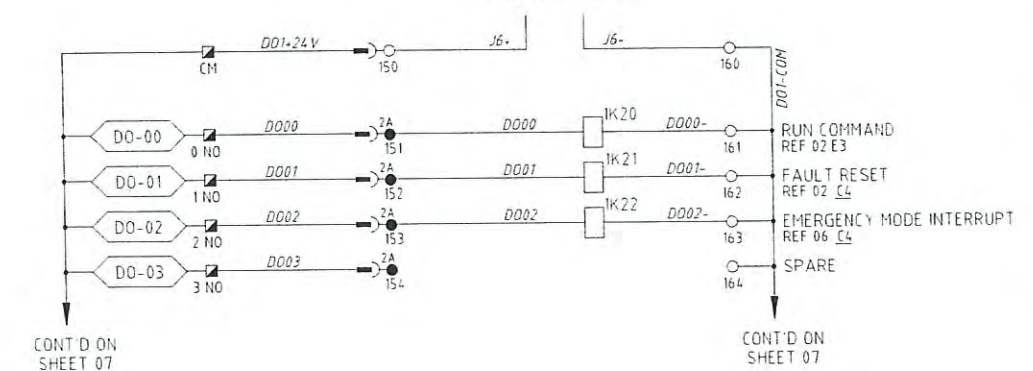 DO1+24V J6+ J6-
CM 150 160
DO1-COM
DO-00 DO00 2A DO00 1K20 DO00- RUN COMMAND
0 NO 151 161 REF 02 E3
DO-01 DO01 2A DO01 1K21 DO01- FAULT RESET
1 NO 152 162 REF 02 C4
DO-02 DO02 2A DO02 1K22 DO02- EMERGENCY MODE INTERRUPT
2 NO 153 163 REF 06 C4
DO-03 DO03 2A SPARE
3 NO 154 164
CONT'D ON CONT'D ON
SHEET 07 SHEET 07